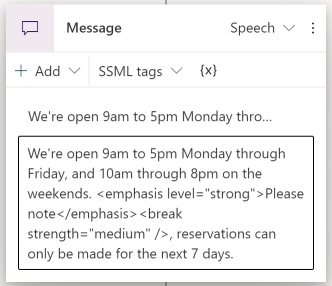 Message
Speech
+ Add
SSML tags
{x}
We're open 9am to 5pm Monday thro...
We're open 9am to 5pm Monday through
Friday, and 10am through 8pm on the
weekends. <emphasis level="strong">Please
note</emphasis><break
strength="medium" />, reservations can
only be made for the next 7 days.